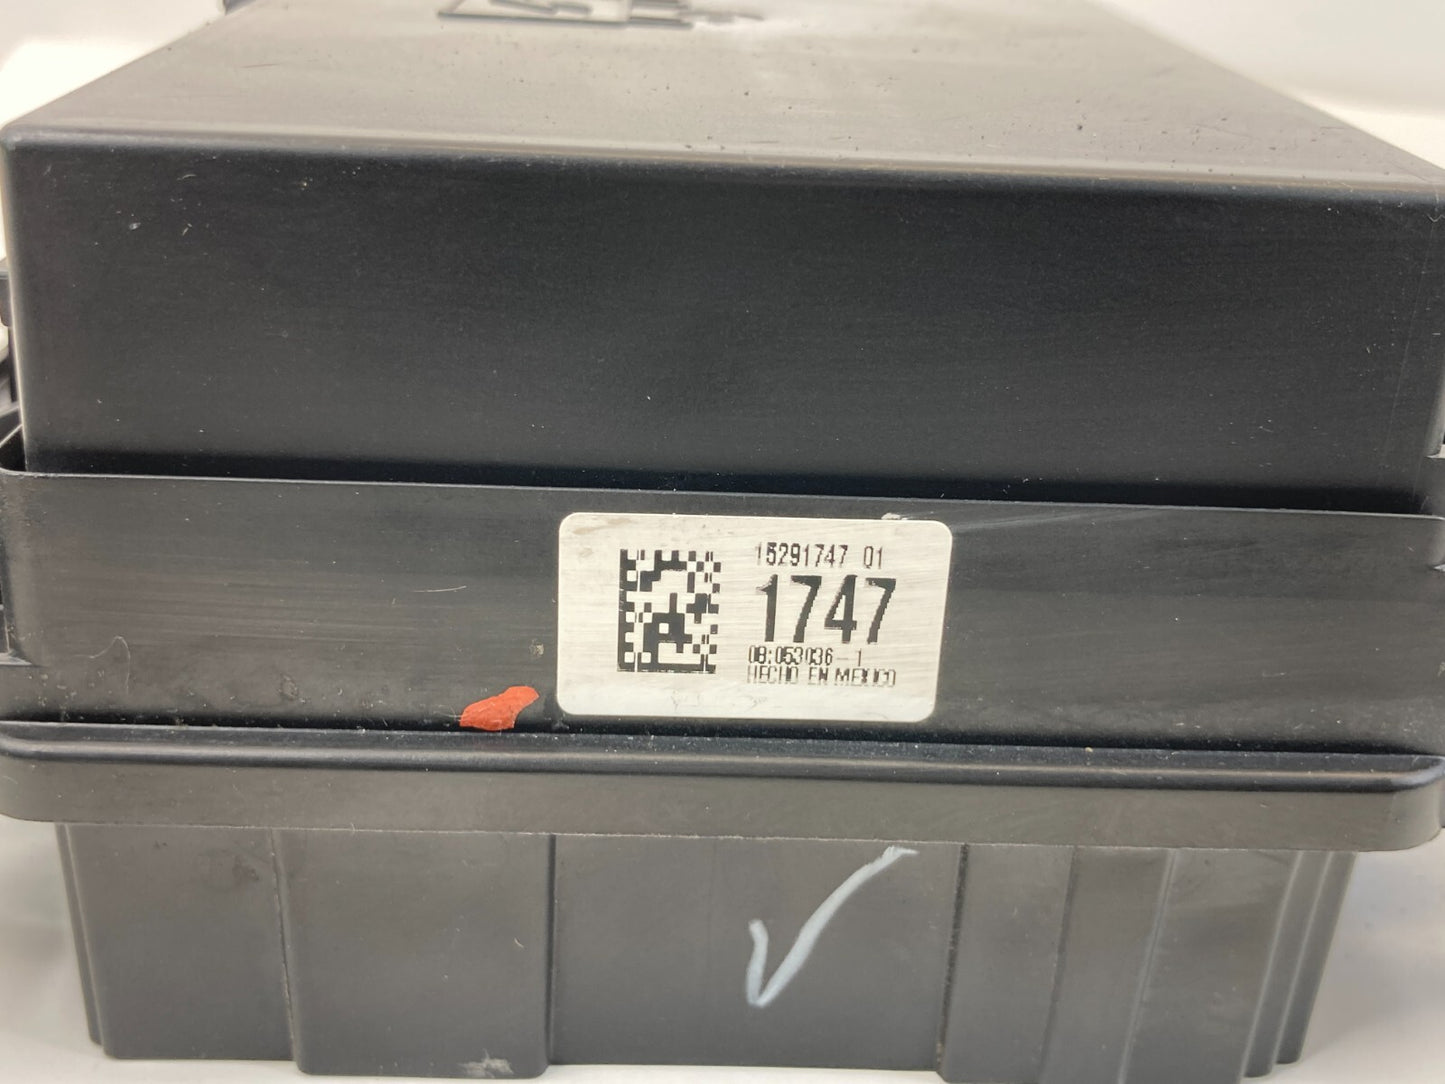 15291747 01
1747
08:053036-1
HECHO EN MEXICO